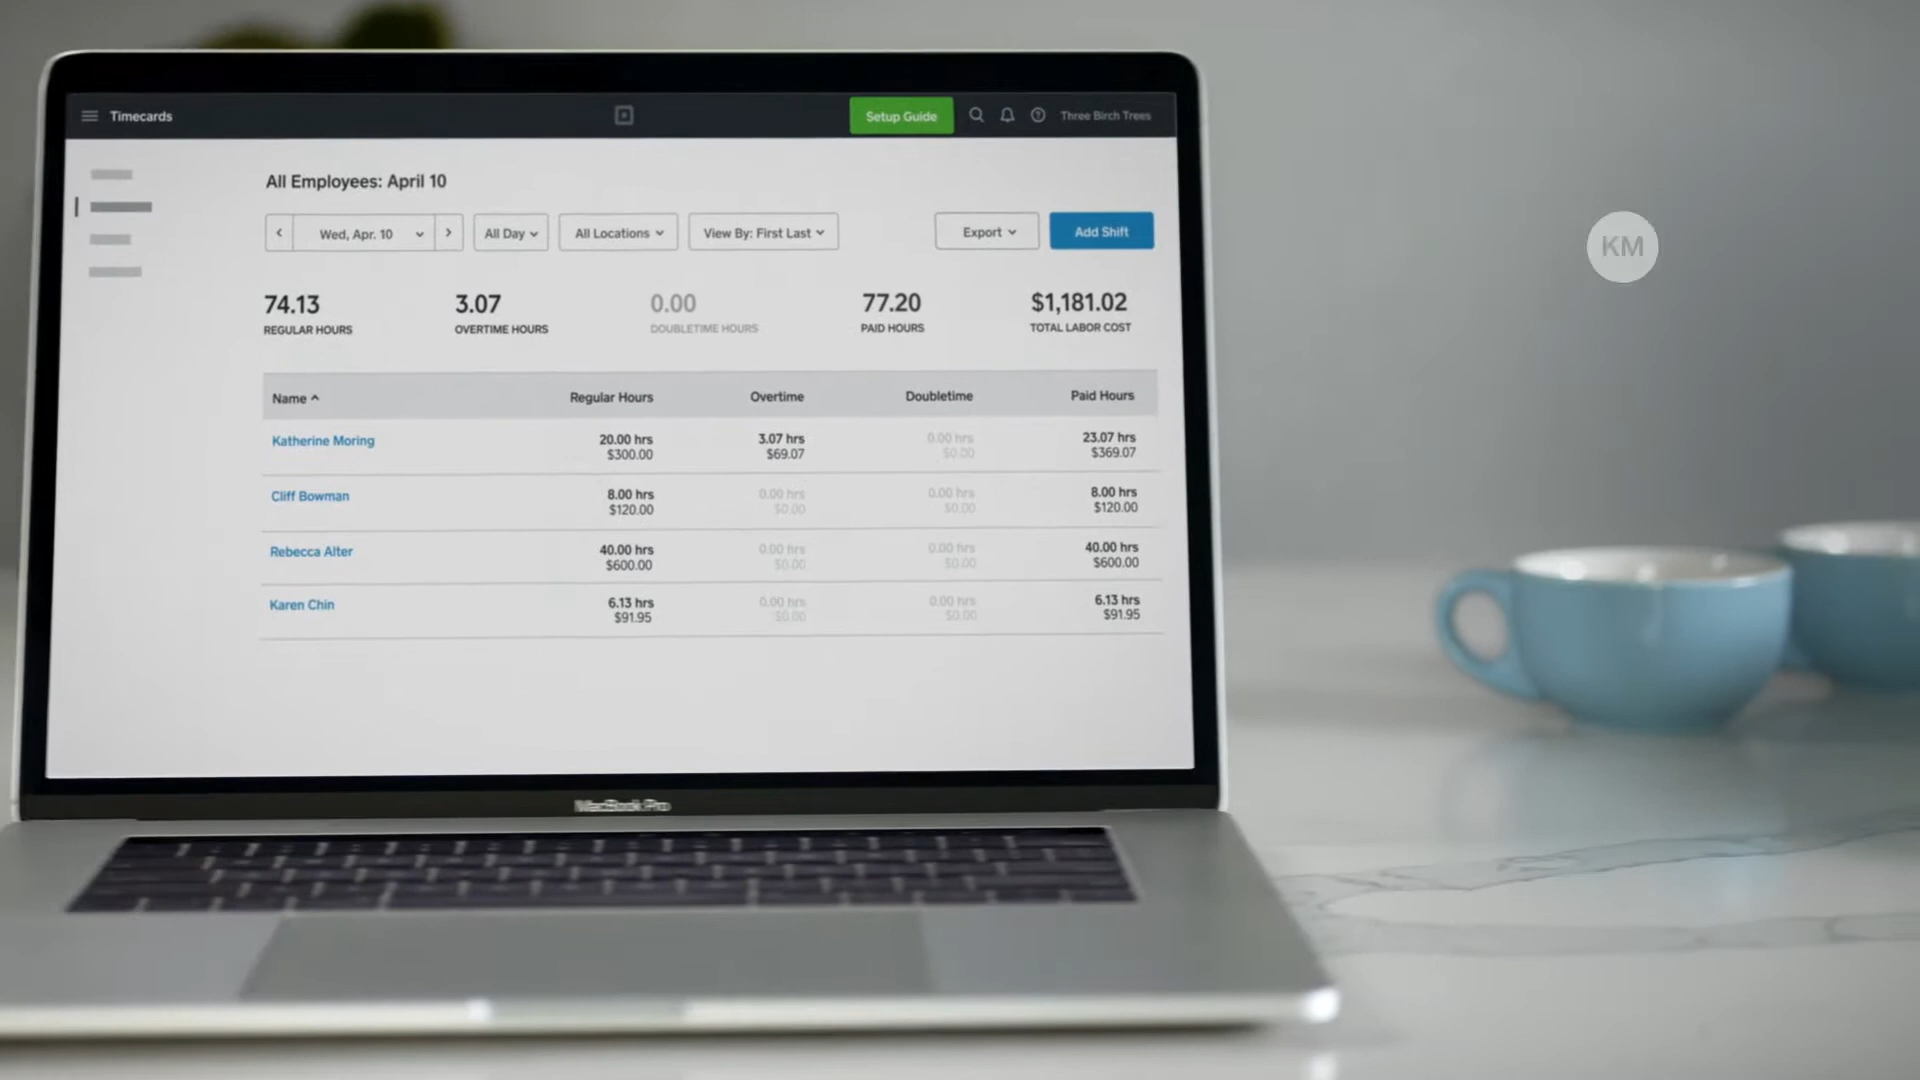 Timecards
Setup Guide
Three Birch Trees
All Employees: April 10
Wed, Apr. 10
All Day
All Locations
View By: First Last
Export
Add Shift
74.13
REGULAR HOURS
3.07
OVERTIME HOURS
0.00
DOUBLETIME HOURS
77.20
PAID HOURS
$1,181.02
TOTAL LABOR COST
Name Regular Hours Overtime Doubletime Paid Hours
Katherine Moring
20.00 hrs 3.07 hrs 0.00 hrs 23.07 hrs
$300.00 $69.07 $0.00 $369.07
Cliff Bowman
8.00 hrs 0.00 hrs 0.00 hrs 8.00 hrs
$120.00 $0.00 $0.00 $120.00
Rebecca Alter
40.00 hrs 0.00 hrs 0.00 hrs 40.00 hrs
$600.00 $0.00 $0.00 $600.00
Karen Chin
6.13 hrs 0.00 hrs 0.00 hrs 6.13 hrs
$91.95 $0.00 $0.00 $91.95
MacBook Pro
KM